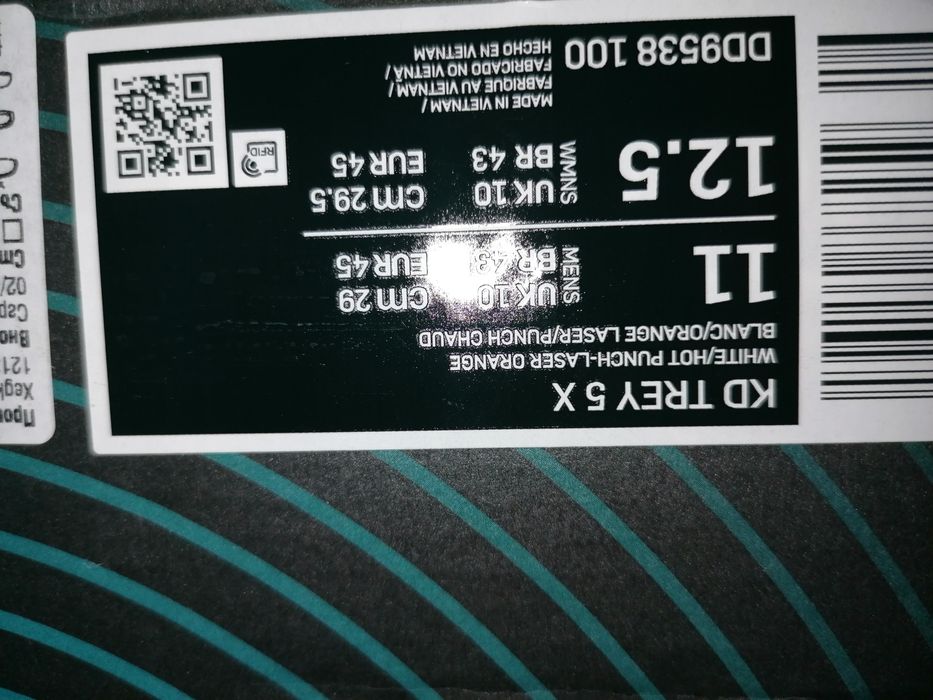 KD TREY 5 X
WHITE/HOT PUNCH-LASER ORANGE
BLANC/ORANGE LASER/PUNCH CHAUD
11
MENS
UK 10
cm 29
BR 43
EUR 45
12.5
WMNS
UK 10
cm 29.5
BR 43
EUR 45
DD9538 100
MADE IN VIETNAM /
FABRIQUE AU VIETNAM /
FABRICADO NO VIETNÃ /
HECHO EN VIETNAM
RFID
02/